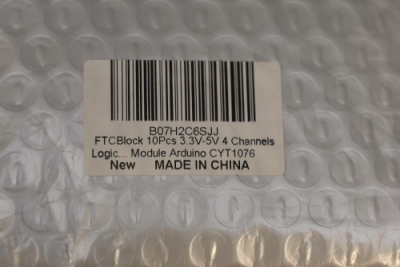 B07H2C6SJJ
FTCBlock 10Pcs 3.3V-5V 4 Channels
Logic... Module Arduino CYT1076
New MADE IN CHINA